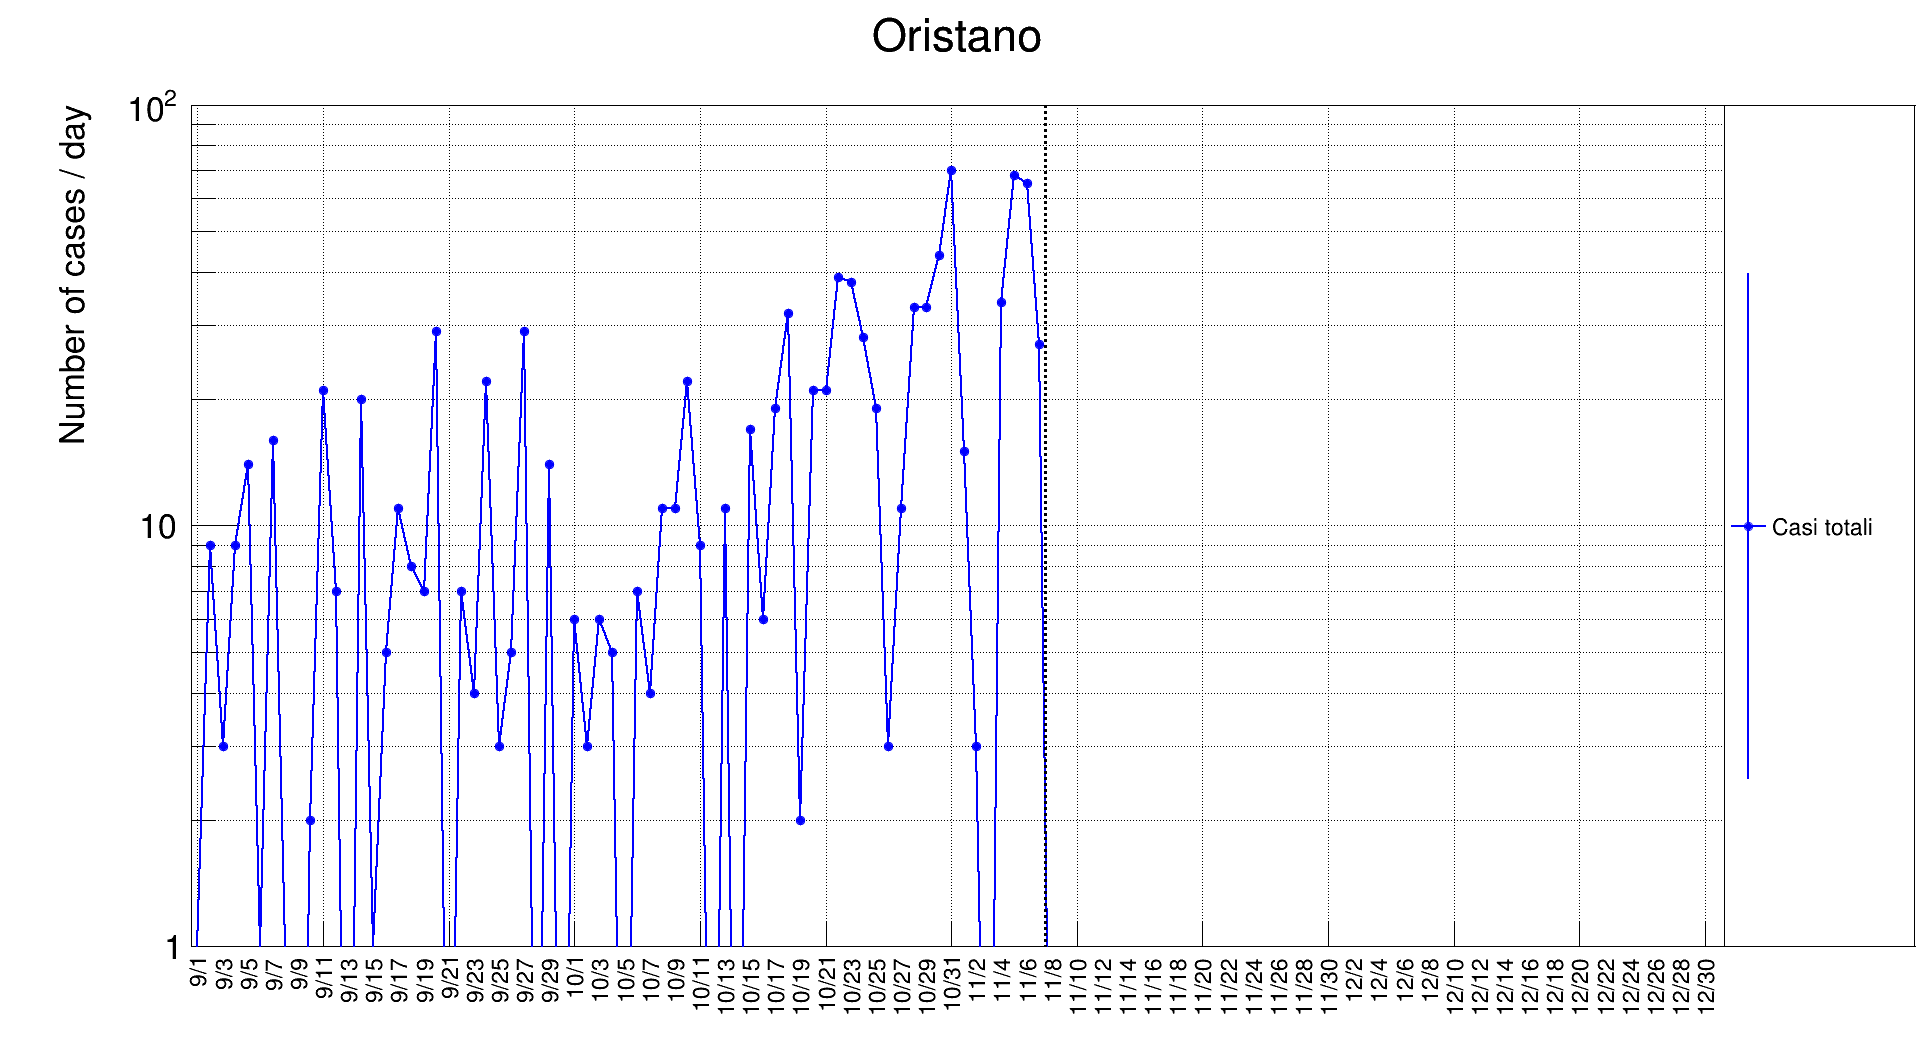 Oristano
Number of cases / day
10²
10
1
9/1 9/3 9/5 9/7 9/9 9/11 9/13 9/15 9/17 9/19 9/21 9/23 9/25 9/27 9/29 10/1 10/3 10/5 10/7 10/9 10/11 10/13 10/15 10/17 10/19 10/21 10/23 10/25 10/27 10/29 10/31 11/2 11/4 11/6 11/8 11/10 11/12 11/14 11/16 11/18 11/20 11/22 11/24 11/26 11/28 11/30 12/2 12/4 12/6 12/8 12/10 12/12 12/14 12/16 12/18 12/20 12/22 12/24 12/26 12/28 12/30
Casi totali